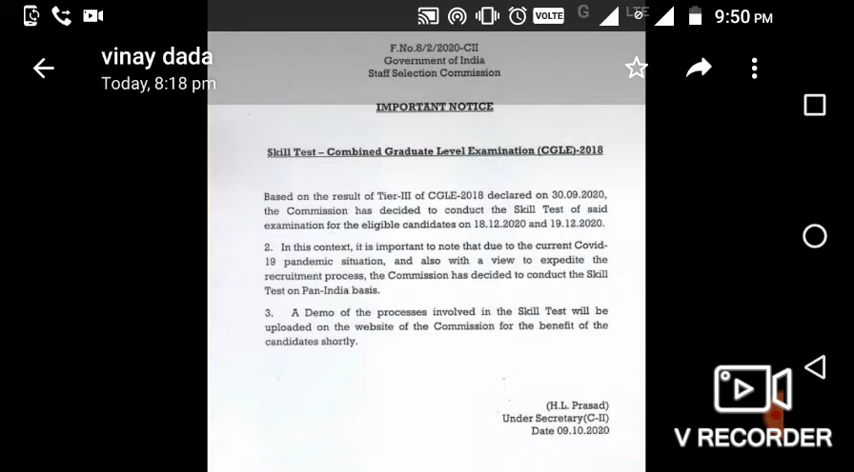 G
LTE
VOLTE
9:50 PM
vinay dada
Today, 8:18 pm
F.No.8/2/2020-CII
Government of India
Staff Selection Commission
IMPORTANT NOTICE
Skill Test – Combined Graduate Level Examination (CGLE)-2018
Based on the result of Tier-III of CGLE-2018 declared on 30.09.2020,
the Commission has decided to conduct the Skill Test of said
examination for the eligible candidates on 18.12.2020 and 19.12.2020.
2. In this context, it is important to note that due to the current Covid-
19 pandemic situation, and also with a view to expedite the
recruitment process, the Commission has decided to conduct the Skill
Test on Pan-India basis.
3. A Demo of the processes involved in the Skill Test will be
uploaded on the website of the Commission for the benefit of the
candidates shortly.
(H.L. Prasad)
Under Secretary(C-II)
Date 09.10.2020
V RECORDER